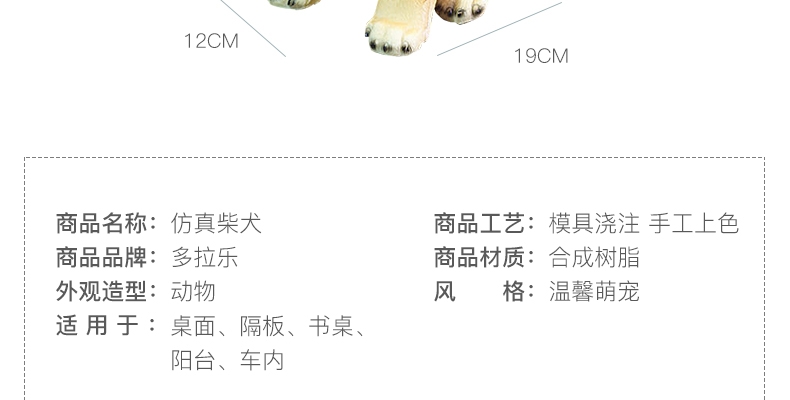 12CM
19CM
商品名称：仿真柴犬
商品工艺：模具浇注 手工上色
商品品牌：多拉乐
商品材质：合成树脂
外观造型：动物
风 格：温馨萌宠
适用于：桌面、隔板、书桌、
阳台、车内